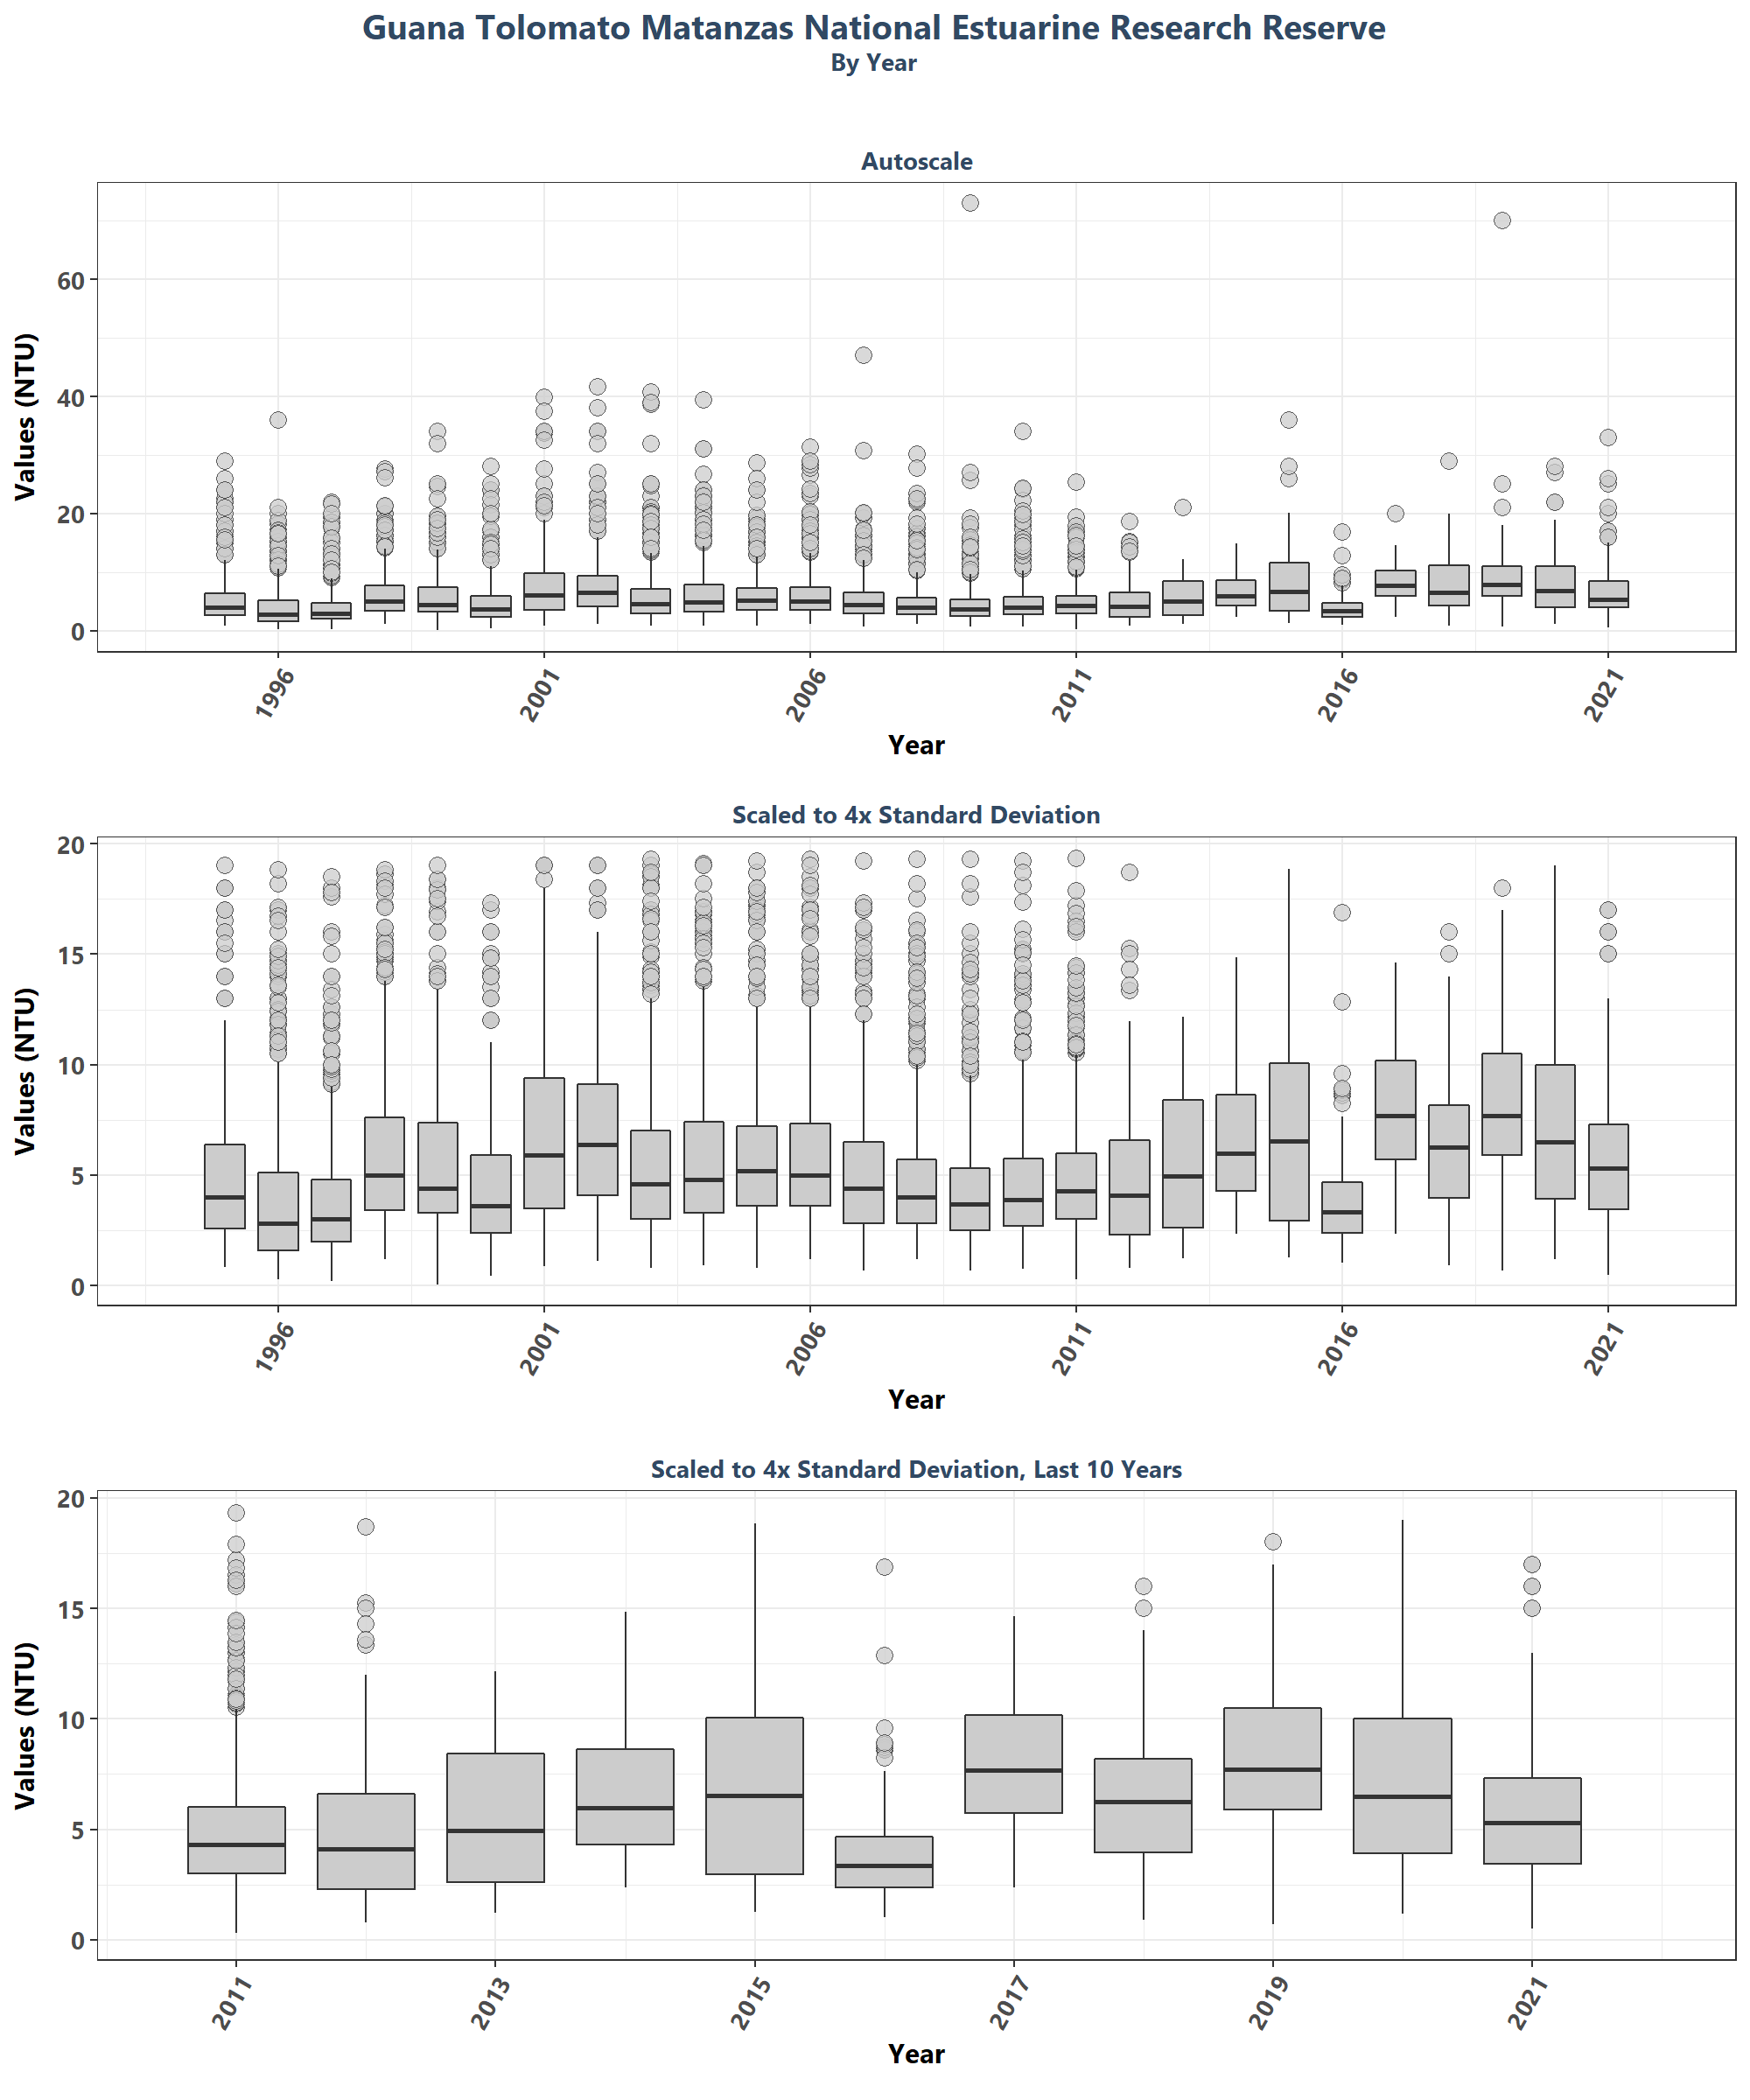 Guana Tolomato Matanzas National Estuarine Research Reserve
By Year
Autoscale
Values (NTU)
60
40
20
0
1996
2001
2006
2011
2016
2021
Year
Scaled to 4x Standard Deviation
Values (NTU)
20
15
10
5
0
1996
2001
2006
2011
2016
2021
Year
Scaled to 4x Standard Deviation, Last 10 Years
Values (NTU)
20
15
10
5
0
2011
2013
2015
2017
2019
2021
Year